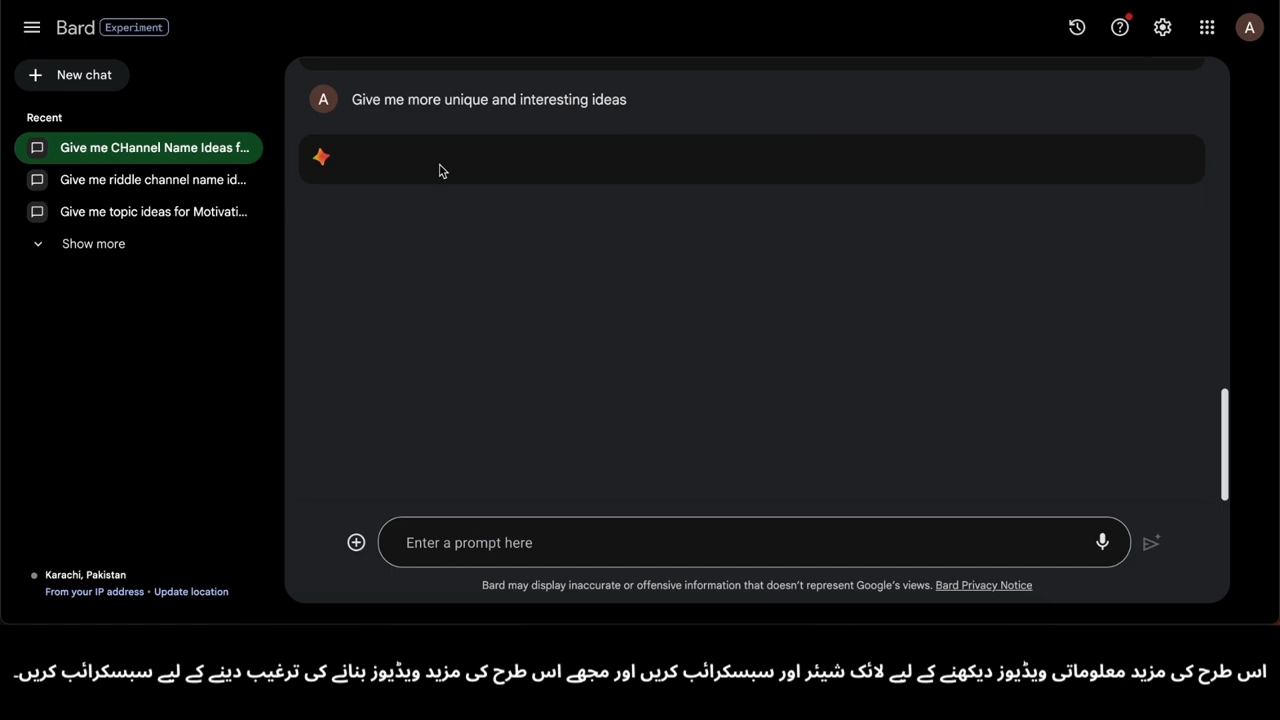 Bard Experiment
A
New chat
Recent
Give me CHannel Name Ideas f...
Give me riddle channel name id...
Give me topic ideas for Motivati...
Show more
A Give me more unique and interesting ideas
Enter a prompt here
Bard may display inaccurate or offensive information that doesn't represent Google's views. Bard Privacy Notice
Karachi, Pakistan
From your IP address • Update location
اس طرح کی مزید معلوماتی ویڈیوز دیکھنے کے لیے لائک شیئر اور سبسکرائب کریں اور مجھے اس طرح کی مزید ویڈیوز بنانے کی ترغیب دینے کے لیے سبسکرائب کریں۔